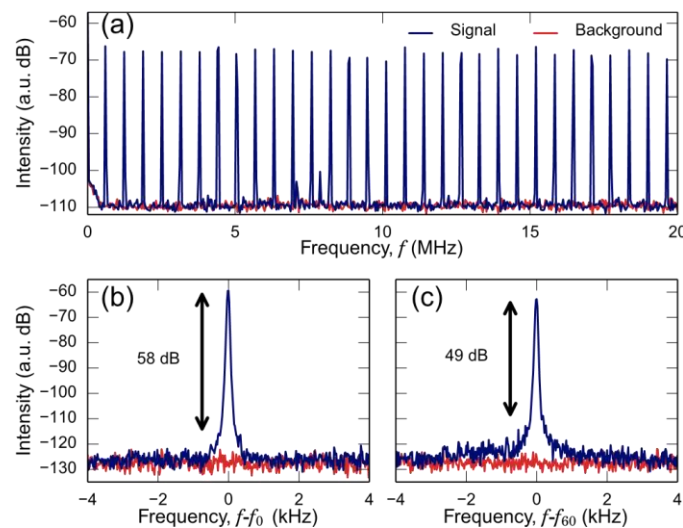 (a)
Signal
Background
Intensity (a.u. dB)
−60
−70
−80
−90
−100
−110
0
5
10
15
20
Frequency, f (MHz)
(b)
58 dB
Intensity (a.u. dB)
−60
−70
−80
−90
−100
−110
−120
−130
−4
−2
0
2
4
Frequency, f-f0 (kHz)
(c)
49 dB
−4
−2
0
2
4
Frequency, f-f60 (kHz)